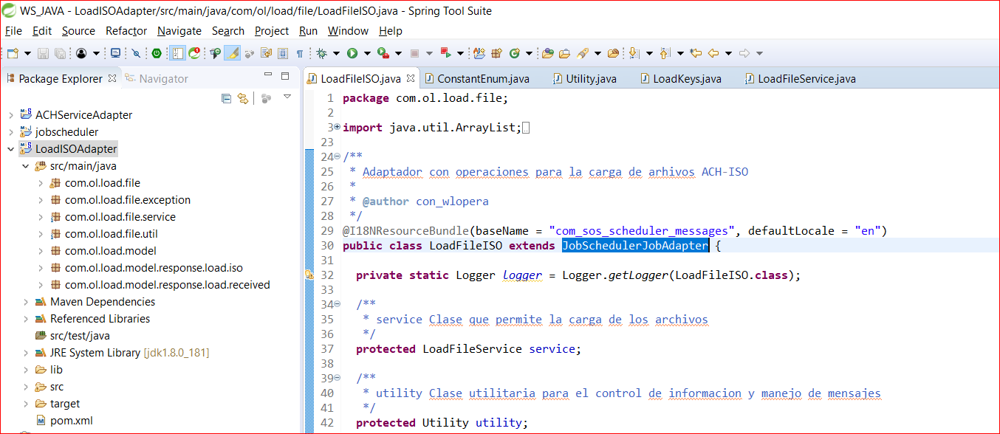 WS_JAVA - LoadISOAdapter/src/main/java/com/ol/load/file/LoadFileISO.java - Spring Tool Suite
File Edit Source Refactor Navigate Search Project Run Window Help
Package Explorer Navigator
ACHServiceAdapter
jobscheduler
LoadISOAdapter
src/main/java
com.ol.load.file
com.ol.load.file.exception
com.ol.load.file.service
com.ol.load.file.util
com.ol.load.model
com.ol.load.model.response.load.iso
com.ol.load.model.response.load.received
Maven Dependencies
Referenced Libraries
src/test/java
JRE System Library [jdk1.8.0_181]
lib
src
target
pom.xml
LoadFileISO.java ConstantEnum.java Utility.java LoadKeys.java LoadFileService.java
1 package com.ol.load.file;
2
3 import java.util.ArrayList;
23
24 /**
25 * Adaptador con operaciones para la carga de arhivos ACH-ISO
26 *
27 * @author con_wlopera
28 */
29 @I18NResourceBundle(baseName = "com_sos_scheduler_messages", defaultLocale = "en")
30 public class LoadFileISO extends JobSchedulerJobAdapter {
31
32 private static Logger logger = Logger.getLogger(LoadFileISO.class);
33
34 /**
35 * service Clase que permite la carga de los archivos
36 */
37 protected LoadFileService service;
38
39 /**
40 * utility Clase utilitaria para el control de informacion y manejo de mensajes
41 */
42 protected Utility utility;